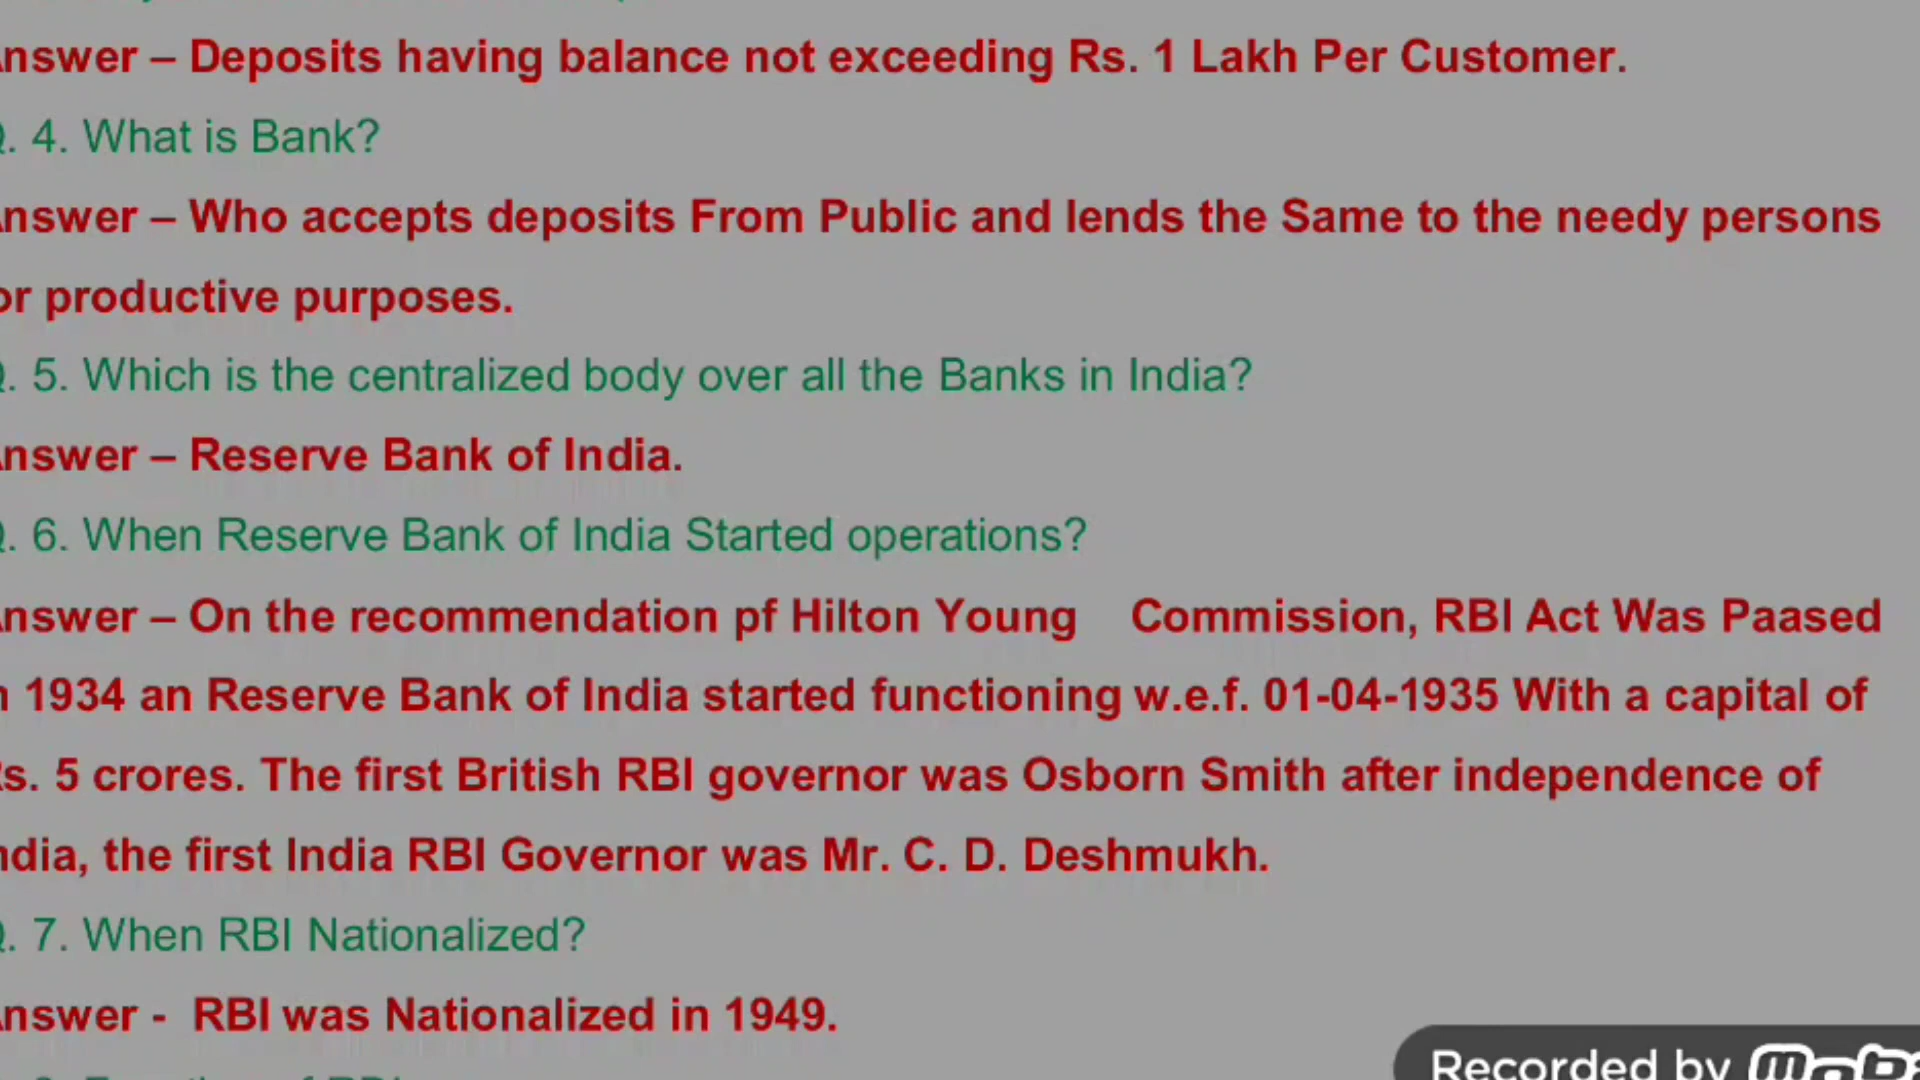 nswer – Deposits having balance not exceeding Rs. 1 Lakh Per Customer.
. 4. What is Bank?
nswer – Who accepts deposits From Public and lends the Same to the needy persons
or productive purposes.
. 5. Which is the centralized body over all the Banks in India?
nswer – Reserve Bank of India.
. 6. When Reserve Bank of India Started operations?
nswer – On the recommendation pf Hilton Young Commission, RBI Act Was Paased
1934 an Reserve Bank of India started functioning w.e.f. 01-04-1935 With a capital of
s. 5 crores. The first British RBI governor was Osborn Smith after independence of
ndia, the first India RBI Governor was Mr. C. D. Deshmukh.
. 7. When RBI Nationalized?
nswer - RBI was Nationalized in 1949.
Recorded by